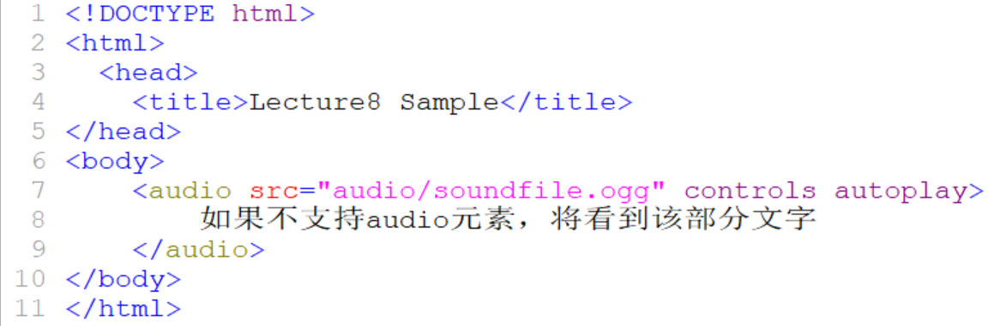 1 <!DOCTYPE html>
2 <html>
3   <head>
4     <title>Lecture8 Sample</title>
5 </head>
6 <body>
7     <audio src="audio/soundfile.ogg" controls autoplay>
8         如果不支持audio元素，将看到该部分文字
9     </audio>
10 </body>
11 </html>